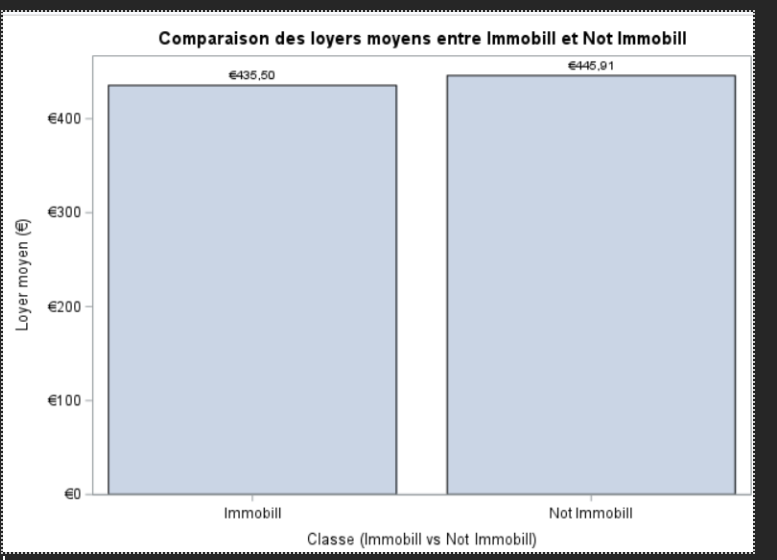 Comparaison des loyers moyens entre Immobill et Not Immobill
€435,50
€445,91
€400
€300
€200
€100
€0
Loyer moyen (€)
Immobill
Not Immobill
Classe (Immobill vs Not Immobill)